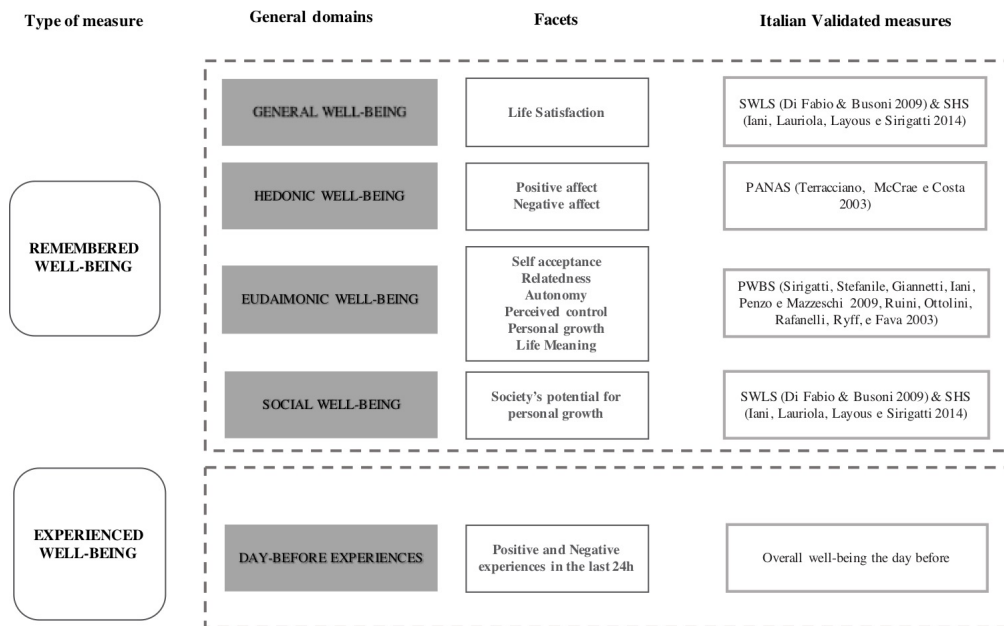 Type of measure
General domains
Facets
Italian Validated measures
REMEMBERED
WELL-BEING
GENERAL WELL-BEING
Life Satisfaction
SWLS (Di Fabio & Busoni 2009) & SHS
(Iani, Lauriola, Layous e Sirigatti 2014)
HEDONIC WELL-BEING
Positive affect
Negative affect
PANAS (Terracciano, McCrae e Costa
2003)
EUDAIMONIC WELL-BEING
Self acceptance
Relatedness
Autonomy
Perceived control
Personal growth
Life Meaning
PWBS (Sirigatti, Stefanile, Giannetti, Iani,
Penzo e Mazzeschi 2009, Ruini, Ottolini,
Rafanelli, Ryff, e Fava 2003)
SOCIAL WELL-BEING
Society's potential for
personal growth
SWLS (Di Fabio & Busoni 2009) & SHS
(Iani, Lauriola, Layous e Sirigatti 2014)
EXPERIENCED
WELL-BEING
DAY-BEFORE EXPERIENCES
Positive and Negative
experiences in the last 24h
Overall well-being the day before